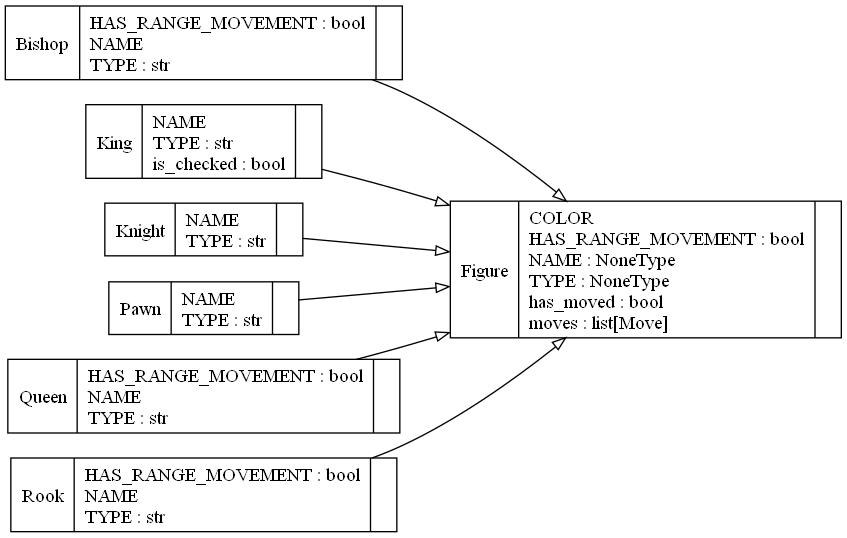 Bishop
HAS_RANGE_MOVEMENT : bool
NAME
TYPE : str
King
NAME
TYPE : str
is_checked : bool
Knight
NAME
TYPE : str
Pawn
NAME
TYPE : str
Queen
HAS_RANGE_MOVEMENT : bool
NAME
TYPE : str
Rook
HAS_RANGE_MOVEMENT : bool
NAME
TYPE : str
Figure
COLOR
HAS_RANGE_MOVEMENT : bool
NAME : NoneType
TYPE : NoneType
has_moved : bool
moves : list[Move]